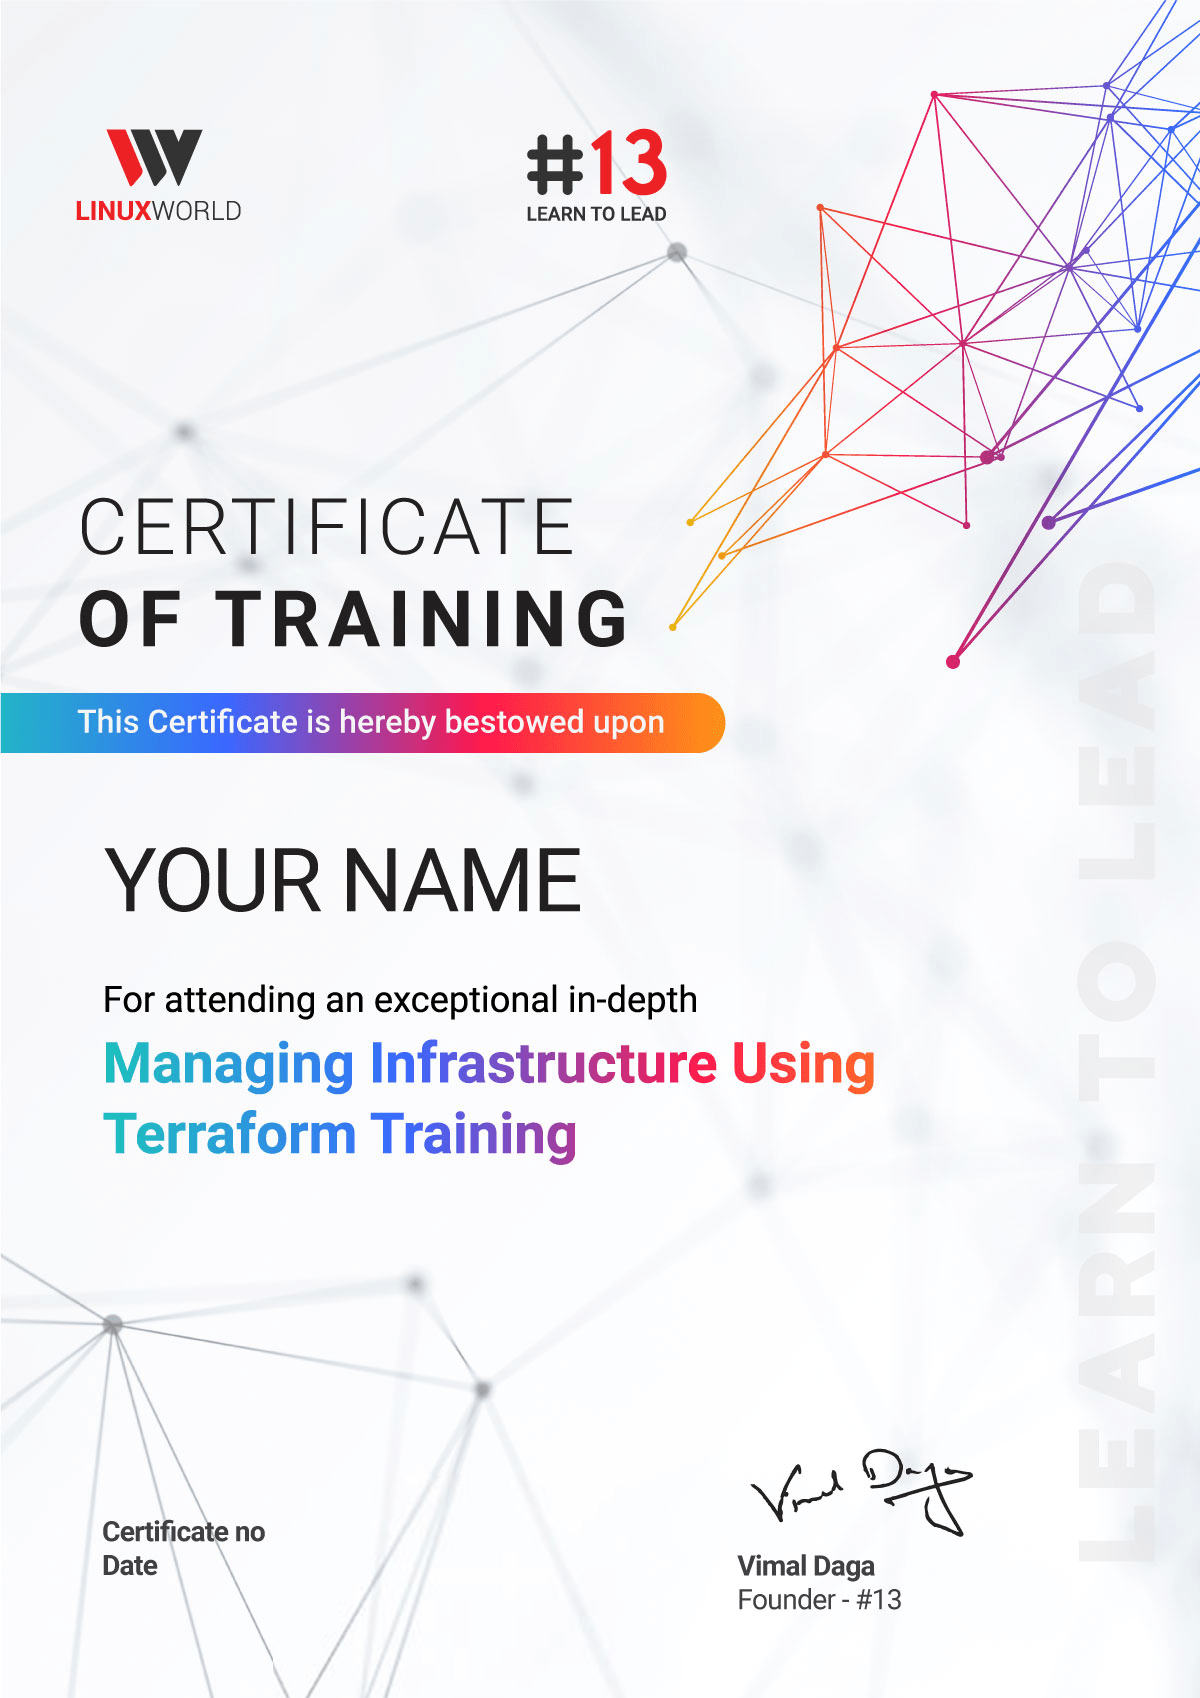 LINUXWORLD
#13
LEARN TO LEAD
CERTIFICATE
OF TRAINING
This Certificate is hereby bestowed upon
YOUR NAME
For attending an exceptional in-depth
Managing Infrastructure Using
Terraform Training
LEARN TO LEAD
Vimal Daga
Certificate no
Date
Vimal Daga
Founder - #13